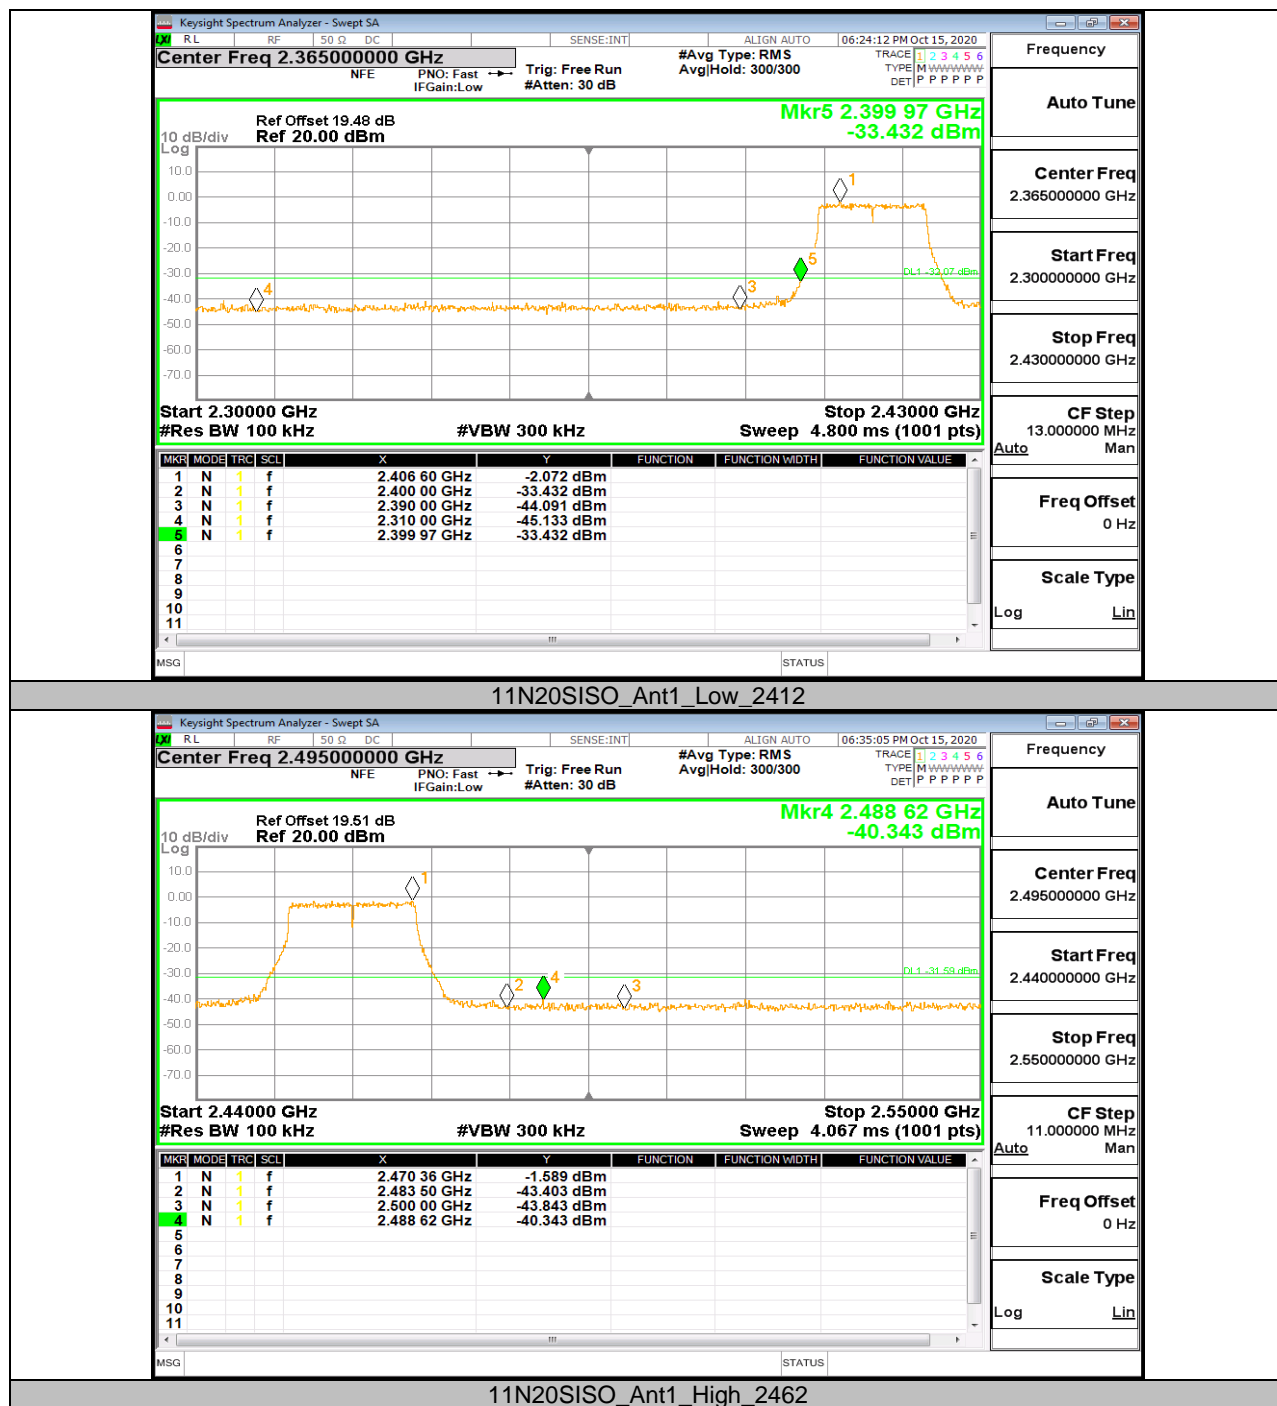 Keysight Spectrum Analyzer - Swept SA
LXI RL RF 50 Ω DC SENSE:INT ALIGN AUTO 06:24:12 PM Oct 15, 2020
Center Freq 2.365000000 GHz
NFE PNO: Fast Trig: Free Run #Avg Type: RMS TRACE 1 2 3 4 5 6
IFGain:Low #Atten: 30 dB Avg|Hold: 300/300 TYPE M WWWWW
DET P P P P P P
Frequency
Auto Tune
Center Freq
2.365000000 GHz
Start Freq
2.300000000 GHz
Stop Freq
2.430000000 GHz
CF Step
13.000000 MHz
Auto Man
Freq Offset
0 Hz
Scale Type
Log Lin
Mkr5 2.399 97 GHz
-33.432 dBm
Ref Offset 19.48 dB
10 dB/div Ref 20.00 dBm
Log
10.0
0.00
-10.0
-20.0
-30.0
-40.0
-50.0
-60.0
-70.0
1
5
DL1 -32.07 dBm
4
3
Start 2.30000 GHz Stop 2.43000 GHz
#Res BW 100 kHz #VBW 300 kHz Sweep 4.800 ms (1001 pts)
MKR MODE TRC SCL X Y FUNCTION FUNCTION WIDTH FUNCTION VALUE
1 N 1 f 2.406 60 GHz -2.072 dBm
2 N 1 f 2.400 00 GHz -33.432 dBm
3 N 1 f 2.390 00 GHz -44.091 dBm
4 N 1 f 2.310 00 GHz -45.133 dBm
5 N 1 f 2.399 97 GHz -33.432 dBm
6
7
8
9
10
11
MSG STATUS
11N20SISO_Ant1_Low_2412
Keysight Spectrum Analyzer - Swept SA
LXI RL RF 50 Ω DC SENSE:INT ALIGN AUTO 06:35:05 PM Oct 15, 2020
Center Freq 2.495000000 GHz
NFE PNO: Fast Trig: Free Run #Avg Type: RMS TRACE 1 2 3 4 5 6
IFGain:Low #Atten: 30 dB Avg|Hold: 300/300 TYPE M WWWWW
DET P P P P P P
Frequency
Auto Tune
Center Freq
2.495000000 GHz
Start Freq
2.440000000 GHz
Stop Freq
2.550000000 GHz
CF Step
11.000000 MHz
Auto Man
Freq Offset
0 Hz
Scale Type
Log Lin
Mkr4 2.488 62 GHz
-40.343 dBm
Ref Offset 19.51 dB
10 dB/div Ref 20.00 dBm
Log
10.0
0.00
-10.0
-20.0
-30.0
-40.0
-50.0
-60.0
-70.0
1
DL1 -31.59 dBm
2
4
3
Start 2.44000 GHz Stop 2.55000 GHz
#Res BW 100 kHz #VBW 300 kHz Sweep 4.067 ms (1001 pts)
MKR MODE TRC SCL X Y FUNCTION FUNCTION WIDTH FUNCTION VALUE
1 N 1 f 2.470 36 GHz -1.589 dBm
2 N 1 f 2.483 50 GHz -43.403 dBm
3 N 1 f 2.500 00 GHz -43.843 dBm
4 N 1 f 2.488 62 GHz -40.343 dBm
5
6
7
8
9
10
11
MSG STATUS
11N20SISO_Ant1_High_2462